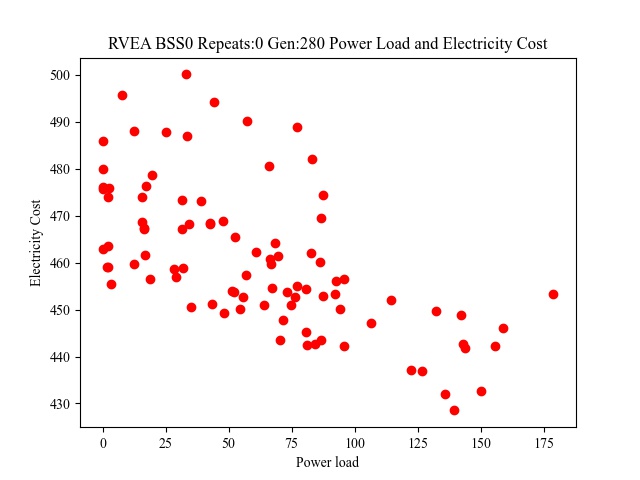 RVEA BSS0 Repeats:0 Gen:280 Power Load and Electricity Cost
500
490
480
470
460
450
440
430
Electricity Cost
0 25 50 75 100 125 150 175
Power load